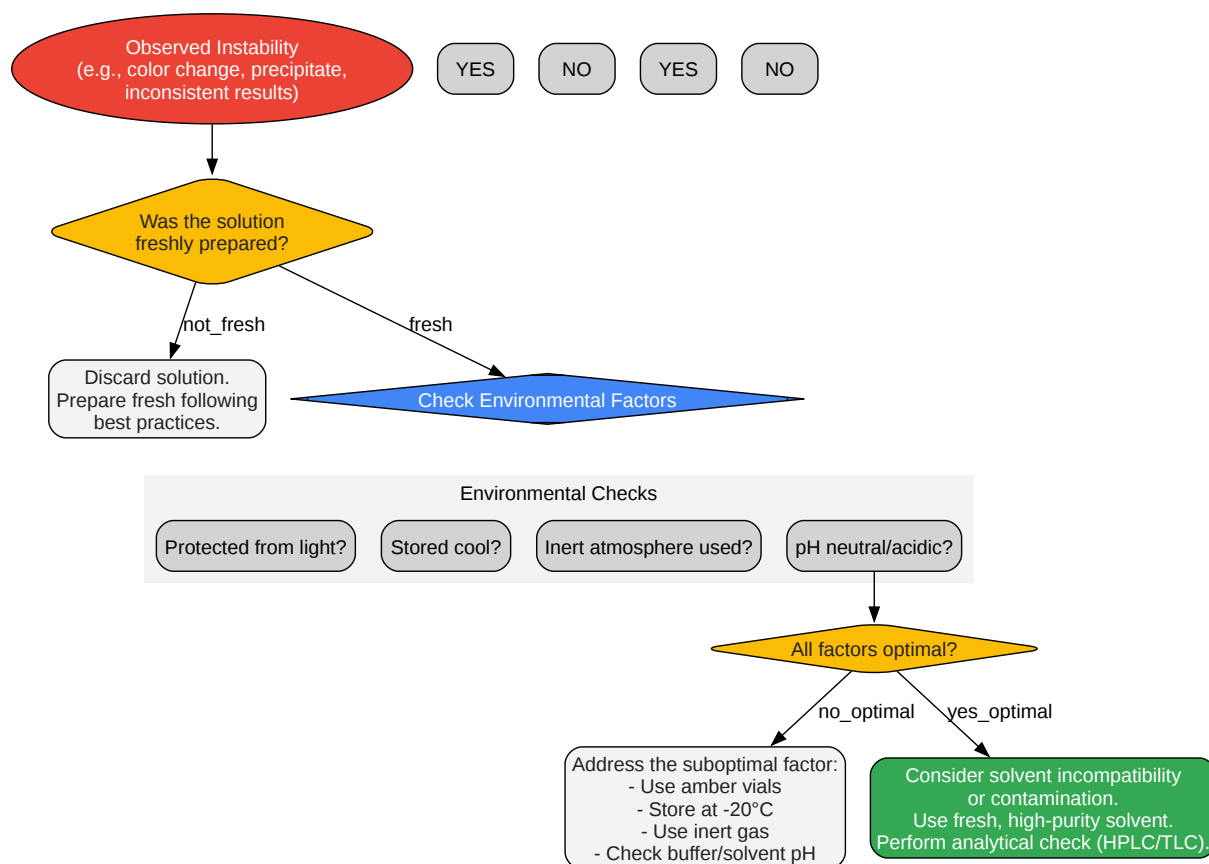 Observed Instability
(e.g., color change, precipitate,
inconsistent results)
YES
NO
YES
NO
Was the solution
freshly prepared?
not_fresh
fresh
Discard solution.
Prepare fresh following
best practices.
Check Environmental Factors
Environmental Checks
Protected from light?
Stored cool?
Inert atmosphere used?
pH neutral/acidic?
All factors optimal?
no_optimal
yes_optimal
Address the suboptimal factor:
- Use amber vials
- Store at -20°C
- Use inert gas
- Check buffer/solvent pH
Consider solvent incompatibility
or contamination.
Use fresh, high-purity solvent.
Perform analytical check (HPLC/TLC).